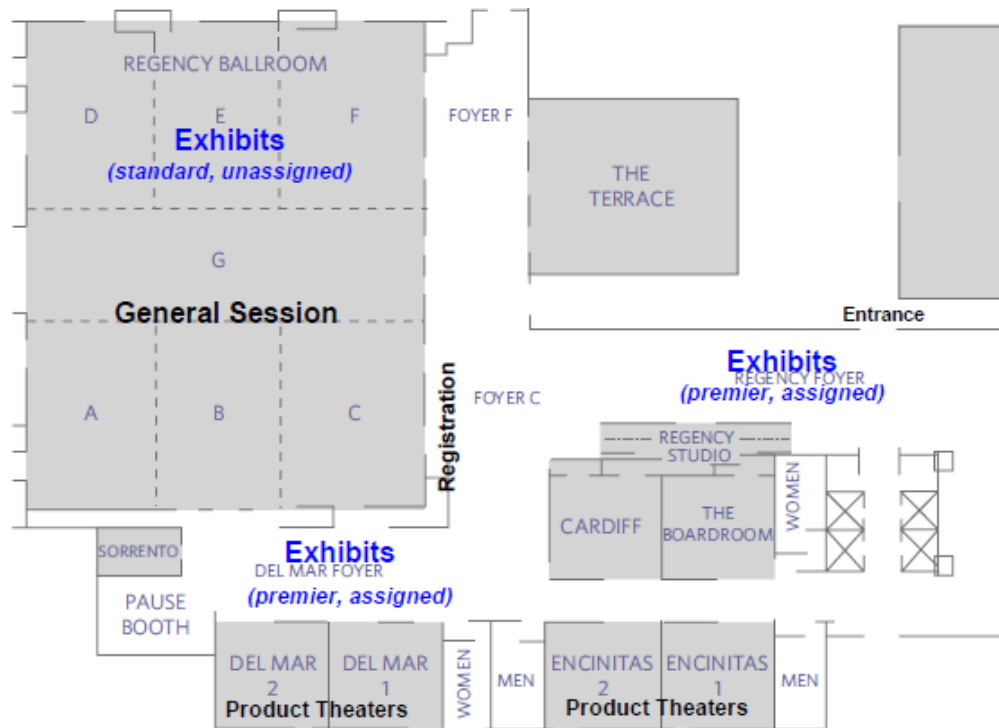 REGENCY BALLROOM
D
E
F
FOYER F
Exhibits
(standard, unassigned)
THE
TERRACE
G
General Session
Entrance
Exhibits
REGENCY FOYER
(premier, assigned)
A
B
C
Registration
FOYER C
REGENCY
STUDIO
WOMEN
CARDIFF
THE
BOARDROOM
SORRENTO
Exhibits
DEL MAR FOYER
(premier, assigned)
PAUSE
BOOTH
DEL MAR
2
DEL MAR
1
Product Theaters
WOMEN
MEN
ENCINITAS
2
ENCINITAS
1
Product Theaters
MEN